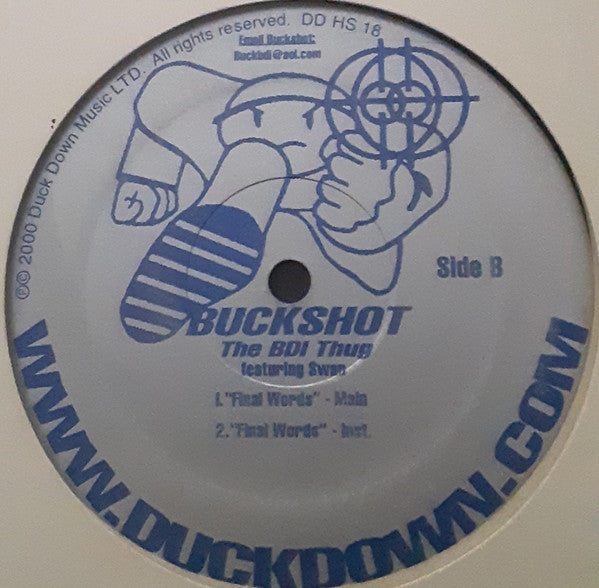 ℗© 2000 Duck Down Music LTD. All rights reserved. DD HS 18
Email Buckshot:
Buckbdi@aol.com
Side B
BUCKSHOT
The BDI Thug
featuring Swan
1."Final Words" - Main
2."Final Words" - Inst.
WWW.DUCKDOWN.COM